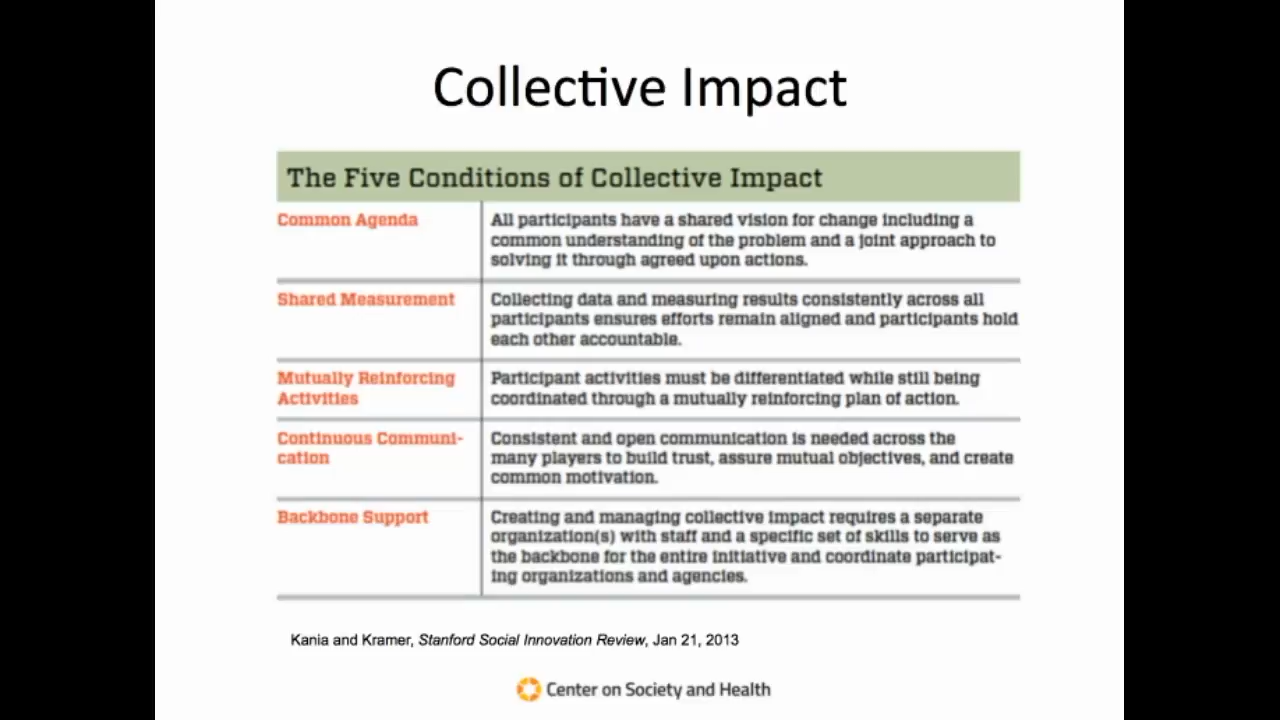 Collective Impact
The Five Conditions of Collective Impact
Common Agenda
All participants have a shared vision for change including a
common understanding of the problem and a joint approach to
solving it through agreed upon actions.
Shared Measurement
Collecting data and measuring results consistently across all
participants ensures efforts remain aligned and participants hold
each other accountable.
Mutually Reinforcing
Activities
Participant activities must be differentiated while still being
coordinated through a mutually reinforcing plan of action.
Continuous Communi-
cation
Consistent and open communication is needed across the
many players to build trust, assure mutual objectives, and create
common motivation.
Backbone Support
Creating and managing collective impact requires a separate
organization(s) with staff and a specific set of skills to serve as
the backbone for the entire initiative and coordinate participat-
ing organizations and agencies.
Kania and Kramer, Stanford Social Innovation Review, Jan 21, 2013
Center on Society and Health